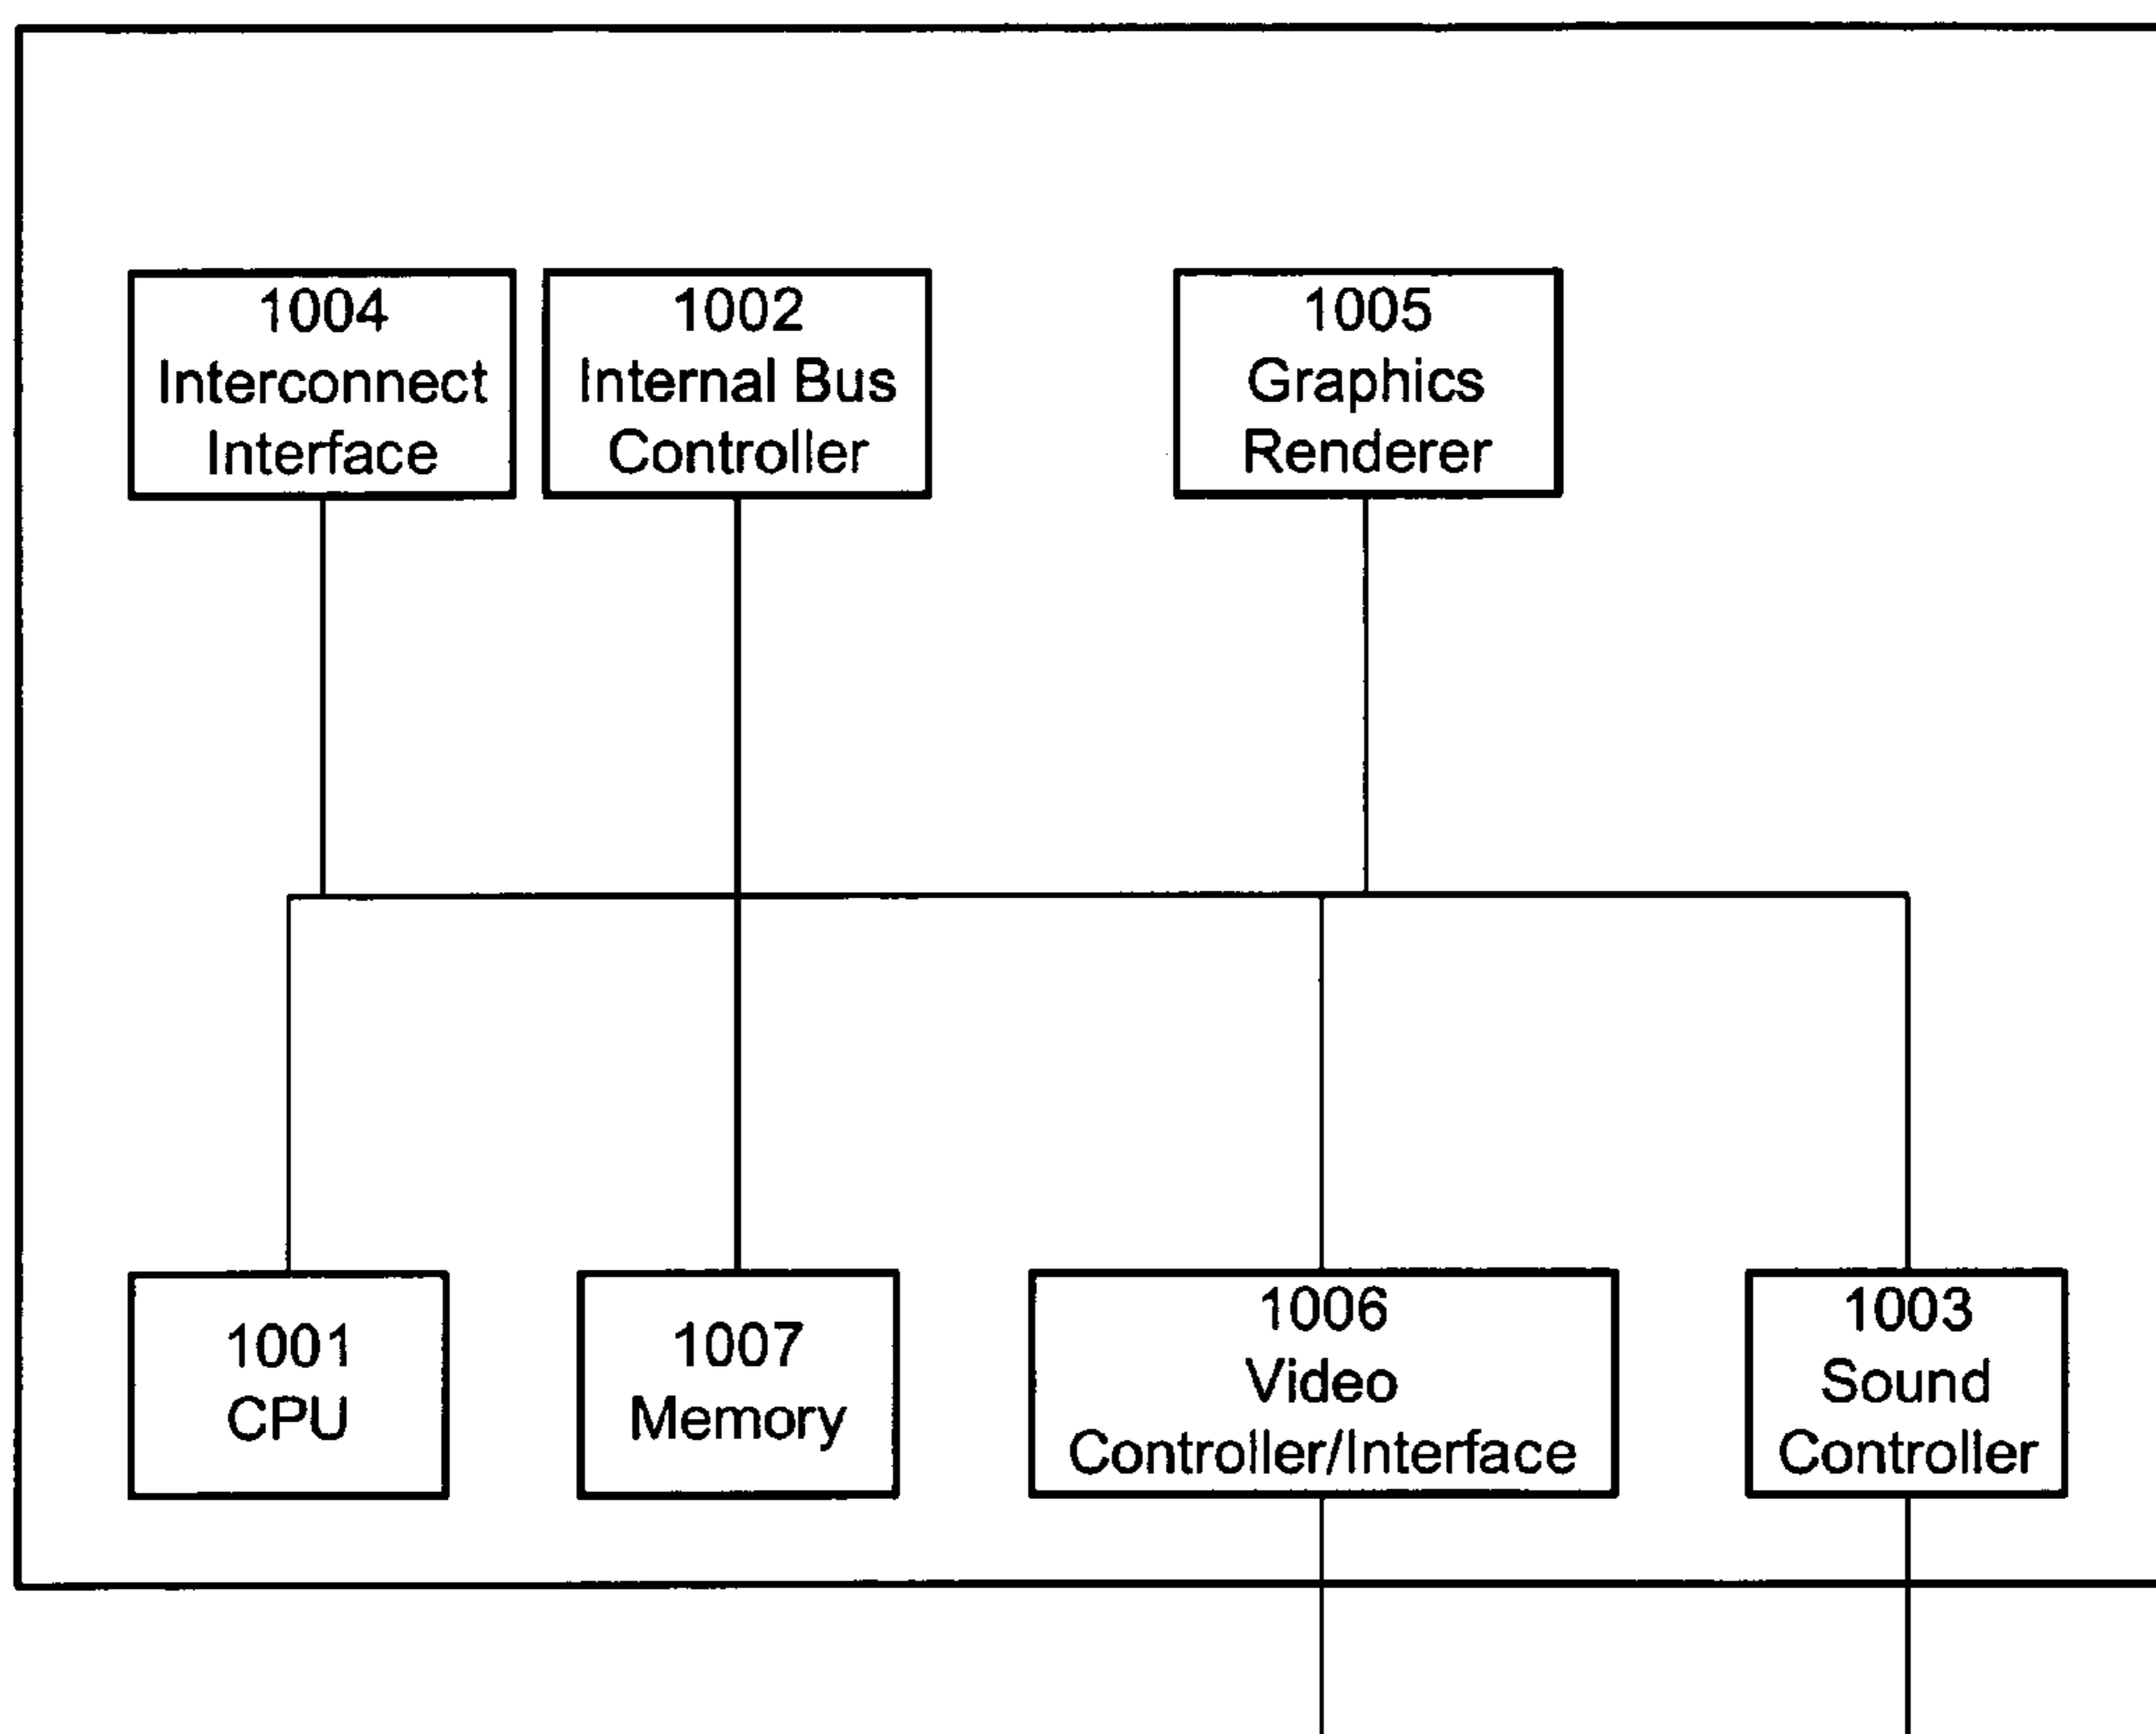 1004
Interconnect
Interface
1002
Internal Bus
Controller
1005
Graphics
Renderer
1001
CPU
1007
Memory
1006
Video
Controller/Interface
1003
Sound
Controller